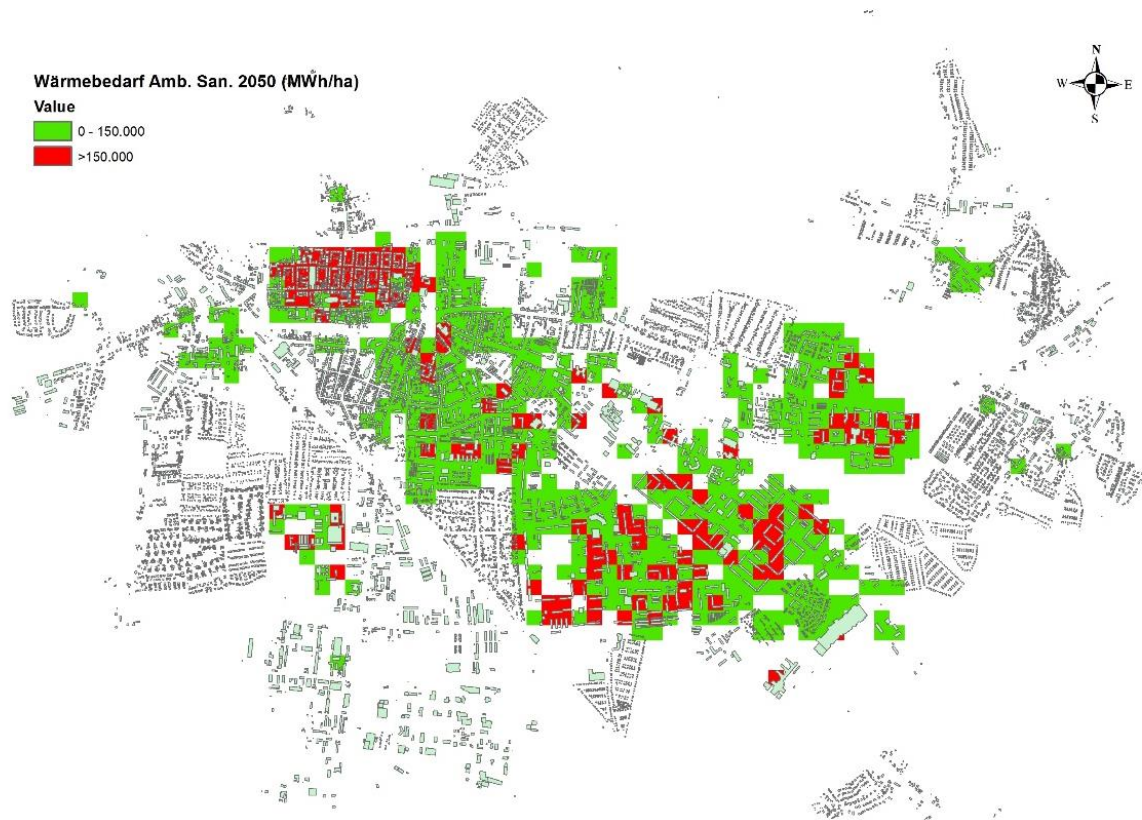 Wärmebedarf Amb. San. 2050 (MWh/ha)
Value
0 - 150.000
>150.000
N
W E
S